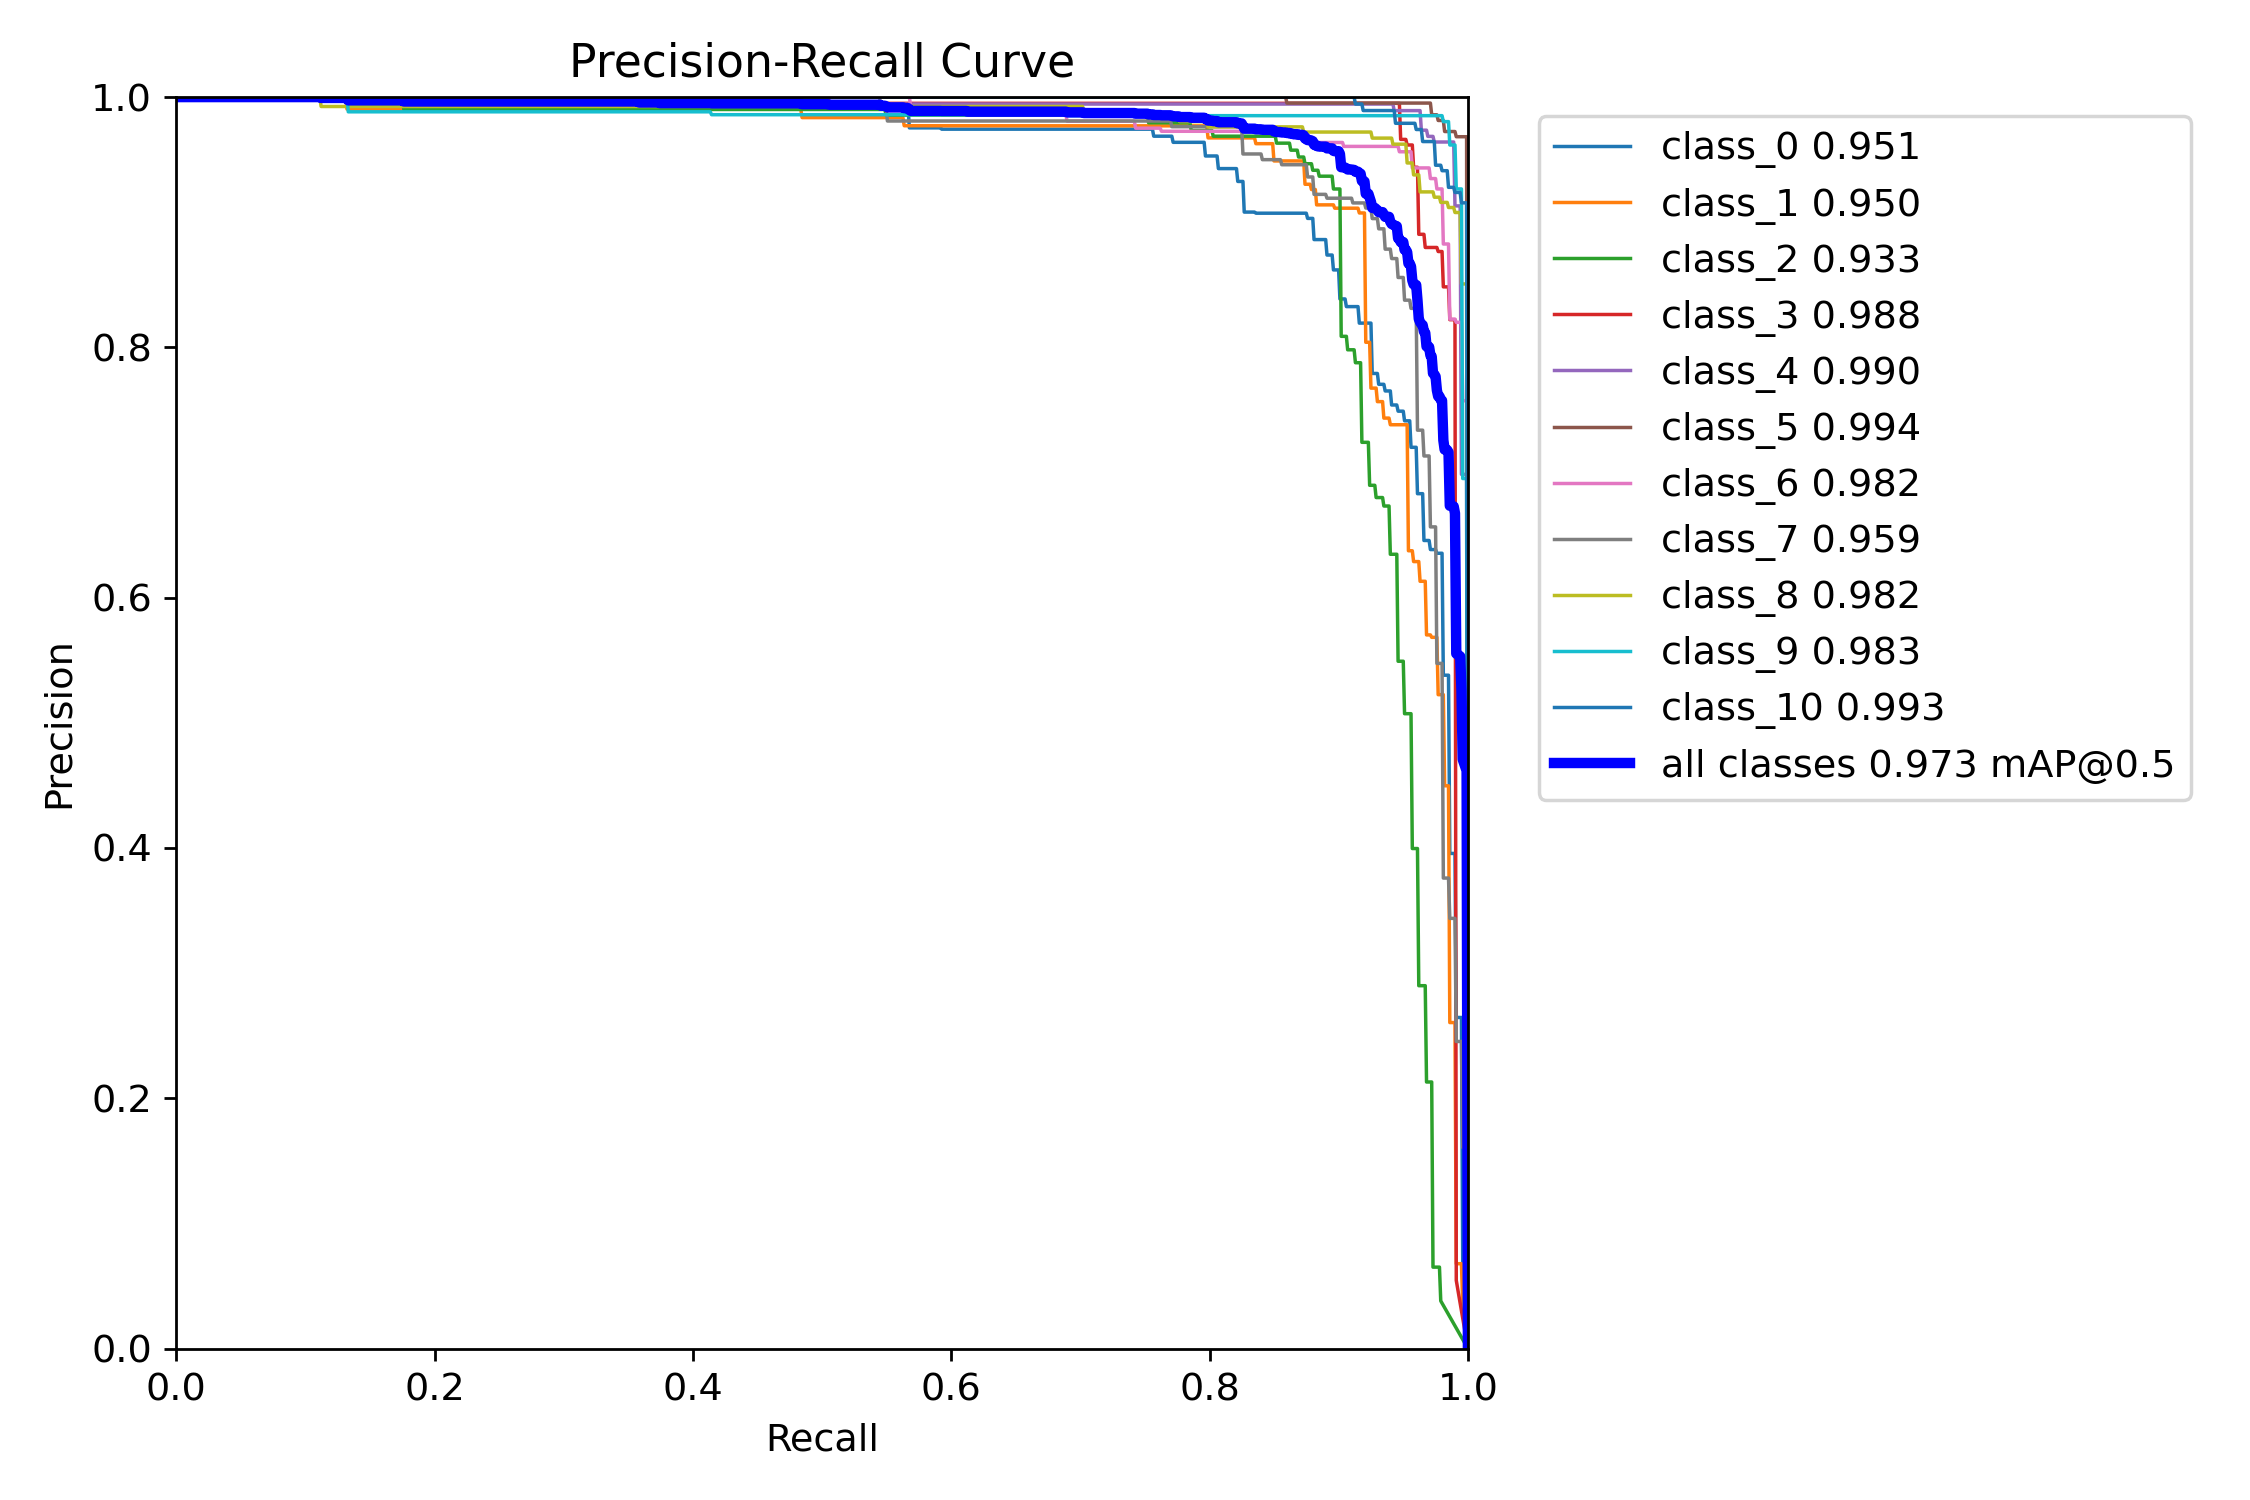 Precision-Recall Curve
1.0
0.8
0.6
0.4
0.2
0.0
Precision
0.0 0.2 0.4 0.6 0.8 1.0
Recall
class_0 0.951
class_1 0.950
class_2 0.933
class_3 0.988
class_4 0.990
class_5 0.994
class_6 0.982
class_7 0.959
class_8 0.982
class_9 0.983
class_10 0.993
all classes 0.973 mAP@0.5